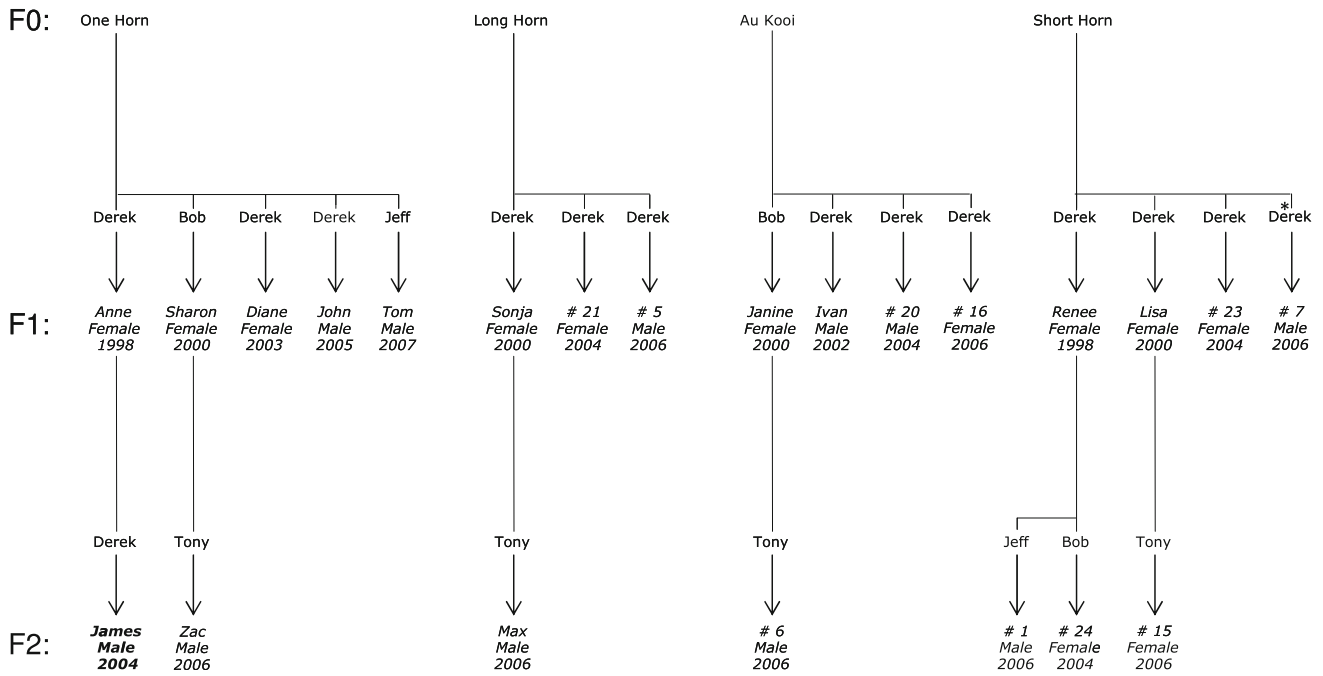 F0:
One Horn
Long Horn
Au Kooi
Short Horn
Derek
Bob
Derek
Derek
Jeff
Derek
Derek
Derek
Bob
Derek
Derek
Derek
Derek
Derek
Derek
*
Derek
F1:
Anne
Female
1998
Sharon
Female
2000
Diane
Female
2003
John
Male
2005
Tom
Male
2007
Sonja
Female
2000
# 21
Female
2004
# 5
Male
2006
Janine
Female
2000
Ivan
Male
2002
# 20
Male
2004
# 16
Female
2006
Renee
Female
1998
Lisa
Female
2000
# 23
Female
2004
# 7
Male
2006
Derek
Tony
Tony
Tony
Jeff
Bob
Tony
F2:
James
Male
2004
Zac
Male
2006
Max
Male
2006
# 6
Male
2006
# 1
Male
2006
# 24
Female
2004
# 15
Female
2006